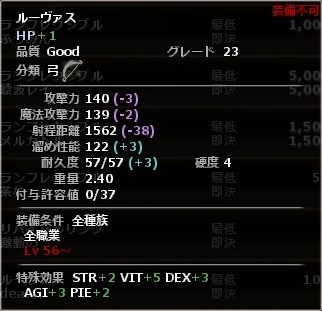 装備不可
ルーヴァス
HP+1
品質 Good グレード 23
分類 弓
攻撃力 140 (-3)
魔法攻撃力 139 (-2)
射程距離 1562 (-38)
溜め性能 122 (+3)
耐久度 57/57 (+3) 硬度 4
重量 2.40
付与許容値 0/37
装備条件 全種族
全職業
Lv 56～
特殊効果 STR+2 VIT+5 DEX+3
AGI+3 PIE+2